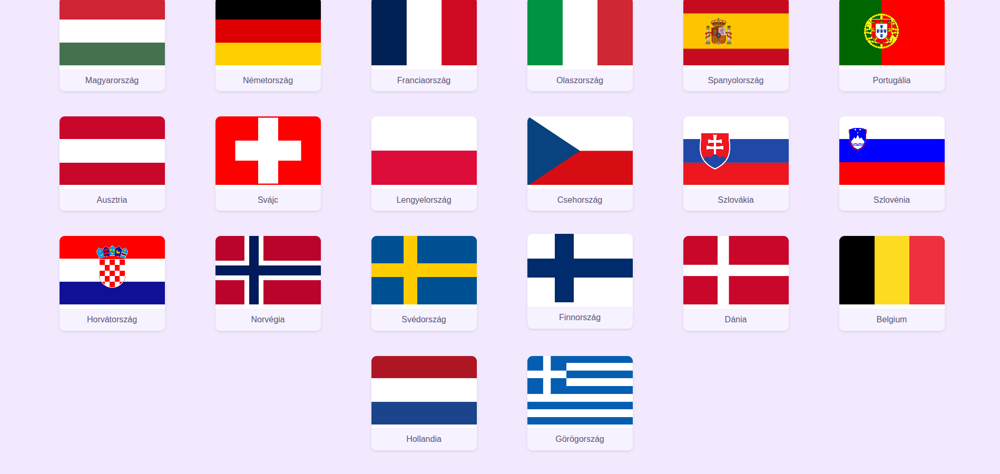 Magyarország
Németország
Franciaország
Olaszország
Spanyolország
Portugália
Ausztria
Svájc
Lengyelország
Csehország
Szlovákia
Szlovénia
Horvátország
Norvégia
Svédország
Finnország
Dánia
Belgium
Hollandia
Görögország